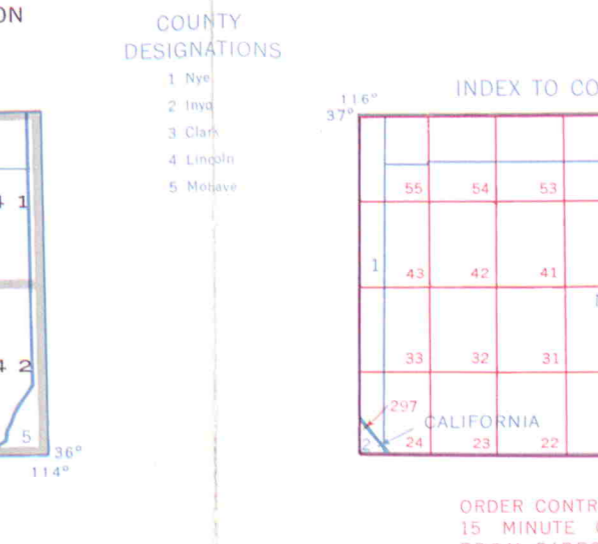 ON
COUNTY
DESIGNATIONS
1 Nye
2 Inyo
3 Clark
4 Lincoln
5 Mohave
4 1
4 2
5
36°
114°
INDEX TO CO
116°
37°
55 54 53
1
43 42 41
33 32 31
297
CALIFORNIA
2
24 23 22
ORDER CONTR
15 MINUTE